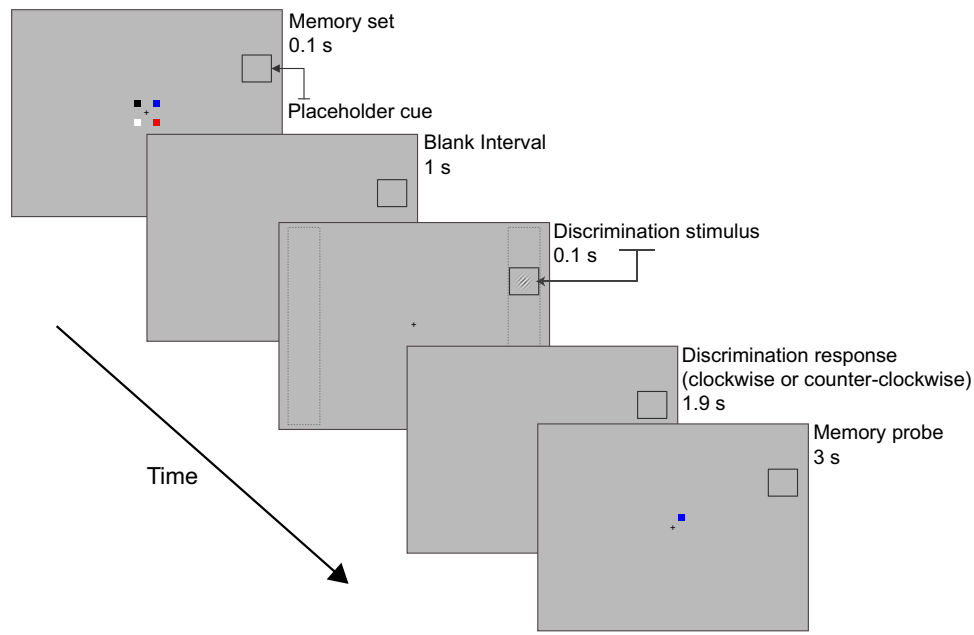 Memory set
0.1 s
Placeholder cue
Blank Interval
1 s
Discrimination stimulus
0.1 s
Discrimination response
(clockwise or counter-clockwise)
1.9 s
Memory probe
3 s
Time